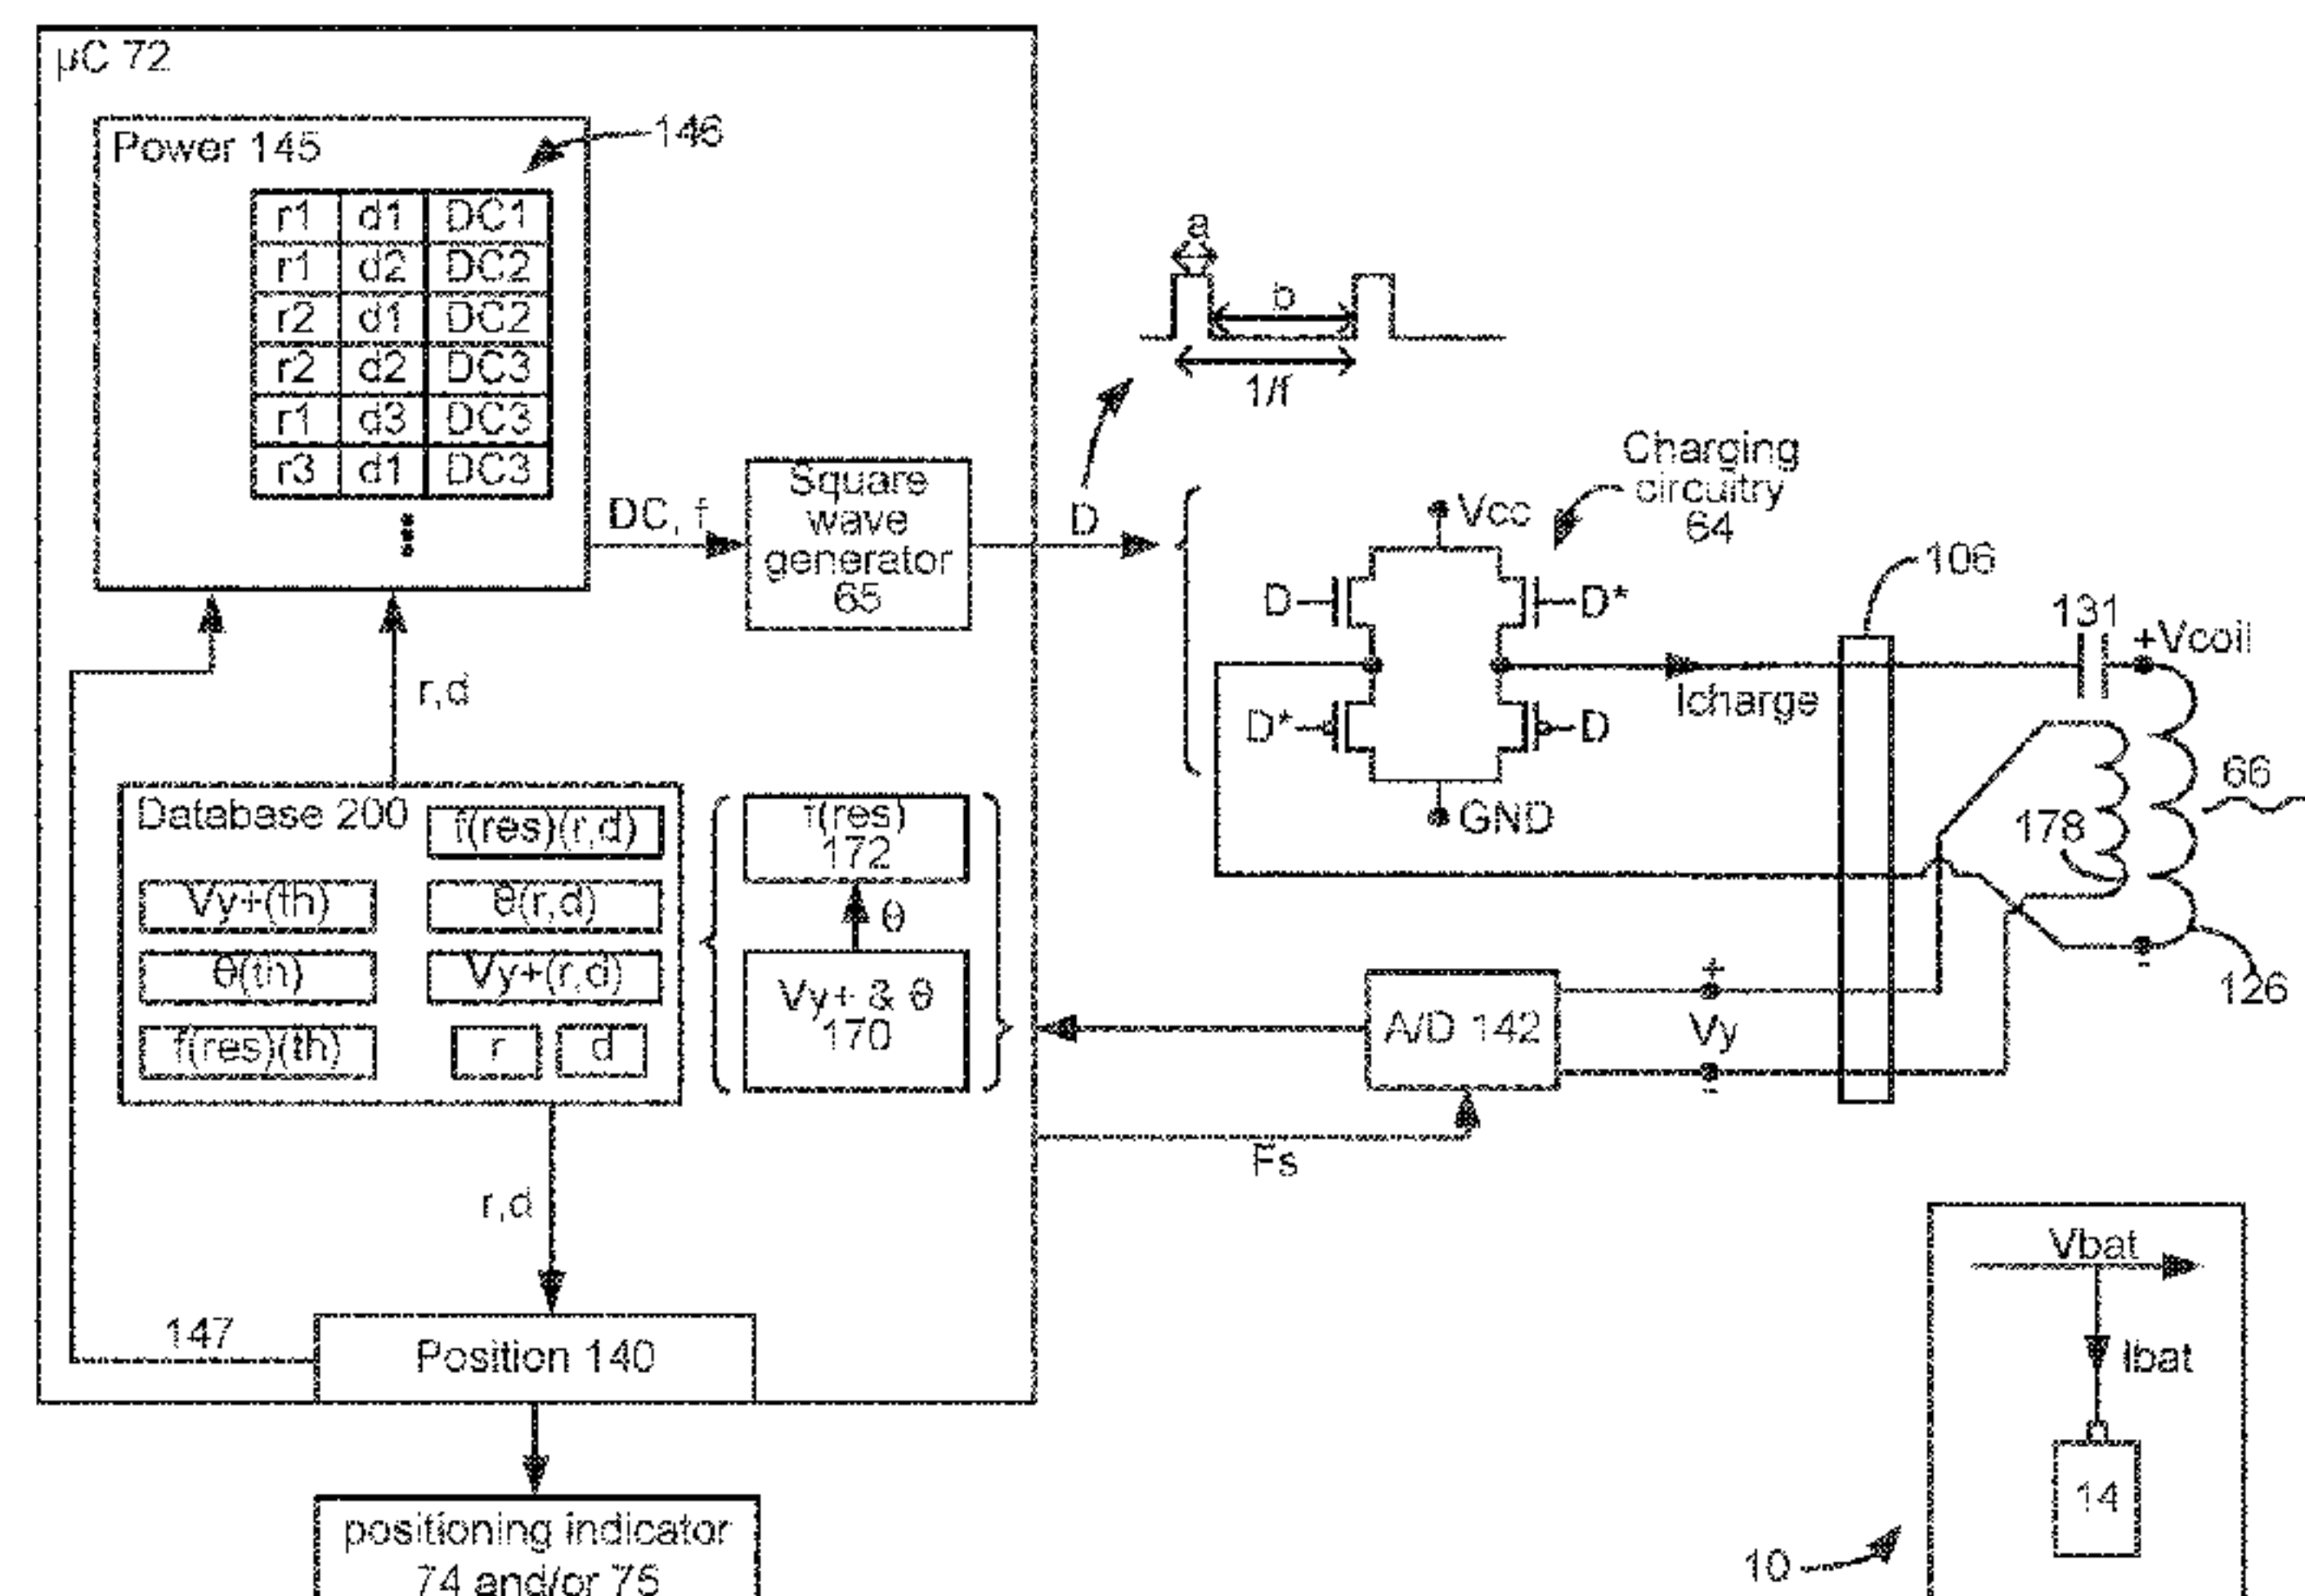 µC 72
Power 145
146
r1 d1 DC1
r1 d2 DC2
r2 d1 DC2
r2 d2 DC3
r1 d3 DC3
r3 d1 DC3
DC, f
Square
wave
generator
65
D
a
b
1/f
Charging
circuitry
64
Vcc
D
D*
D*
D
GND
Icharge
106
131
+Vcoil
66
178
126
-
r,d
Database 200
f(res)(r,d)
Vy+(th)
θ(r,d)
θ(th)
Vy+(r,d)
f(res)(th)
r
d
f(res)
172
θ
Vy+ & θ
170
A/D 142
+
Vy
-
Fs
r,d
147
Position 140
positioning indicator
74 and/or 75
Vbat
Ibat
14
10